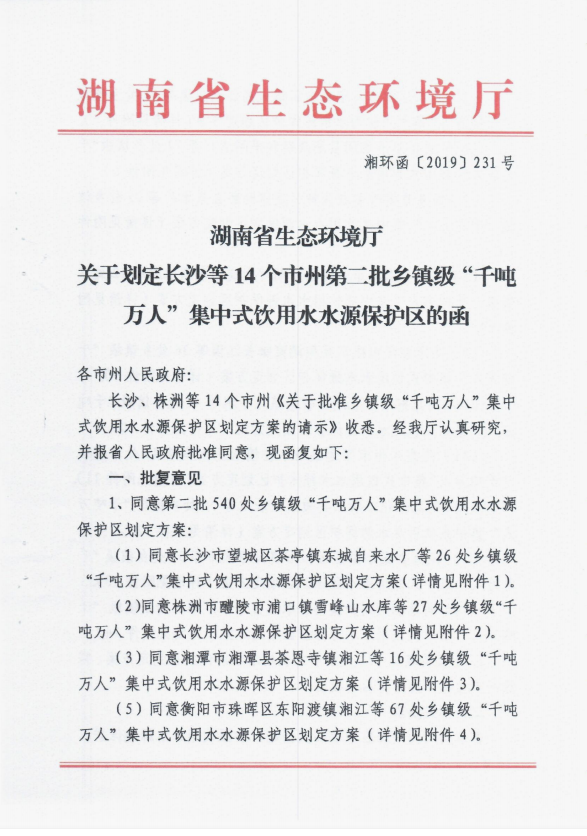 湖南省生态环境厅
湘环函〔2019〕231号
湖南省生态环境厅
关于划定长沙等14个市州第二批乡镇级“千吨
万人”集中式饮用水水源保护区的函
各市州人民政府：
长沙、株洲等14个市州《关于批准乡镇级“千吨万人”集中
式饮用水水源保护区划定方案的请示》收悉。经我厅认真研究，
并报省人民政府批准同意，现函复如下：
一、批复意见
1、同意第二批540处乡镇级“千吨万人”集中式饮用水水源
保护区划定方案：
（1）同意长沙市望城区茶亭镇东城自来水厂等26处乡镇级
“千吨万人”集中式饮用水水源保护区划定方案（详情见附件1）。
（2）同意株洲市醴陵市浦口镇雪峰山水库等27处乡镇级“千
吨万人”集中式饮用水水源保护区划定方案（详情见附件2）。
（3）同意湘潭市湘潭县茶恩寺镇湘江等16处乡镇级“千吨
万人”集中式饮用水水源保护区划定方案（详情见附件3）。
（5）同意衡阳市珠晖区东阳渡镇湘江等67处乡镇级“千吨
万人”集中式饮用水水源保护区划定方案（详情见附件4）。